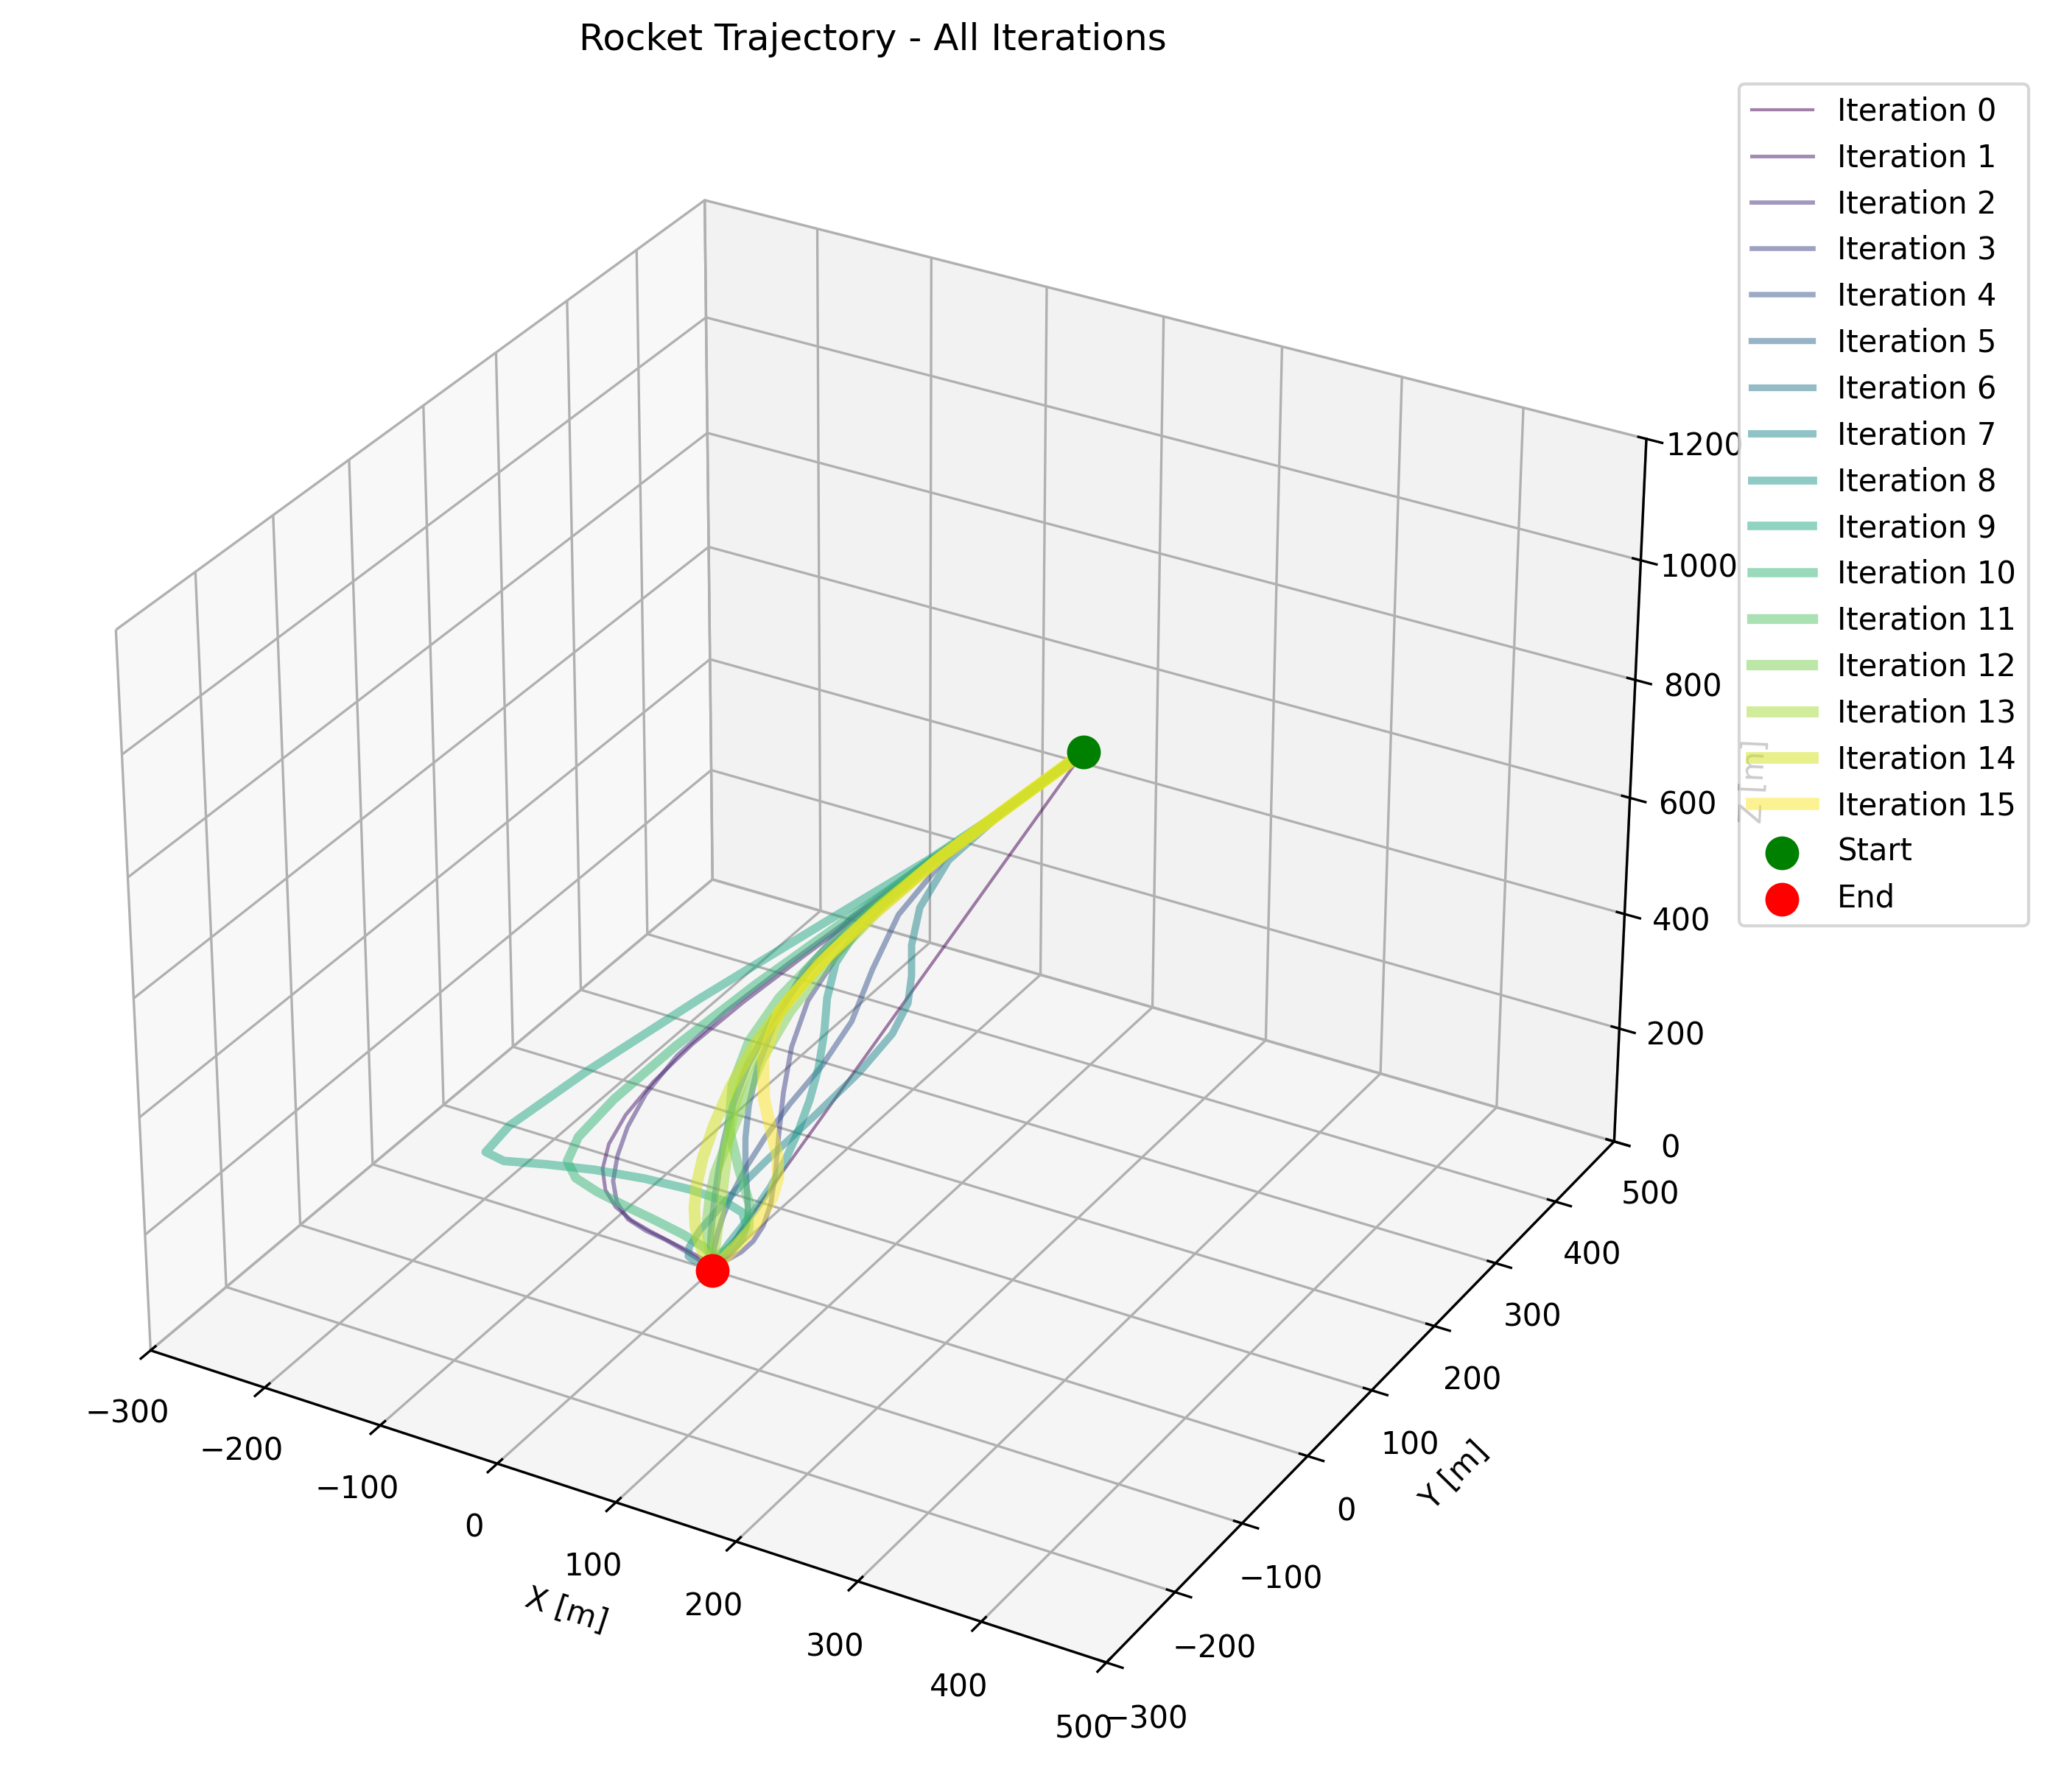 Rocket Trajectory - All Iterations
Iteration 0
Iteration 1
Iteration 2
Iteration 3
Iteration 4
Iteration 5
Iteration 6
Iteration 7
Iteration 8
Iteration 9
Iteration 10
Iteration 11
Iteration 12
Iteration 13
Iteration 14
Iteration 15
Start
End
1200
1000
800
600
400
200
0
Z [m]
500
400
300
200
100
0
−100
−200
−300
Y [m]
−300
−200
−100
0
100
200
300
400
500
X [m]